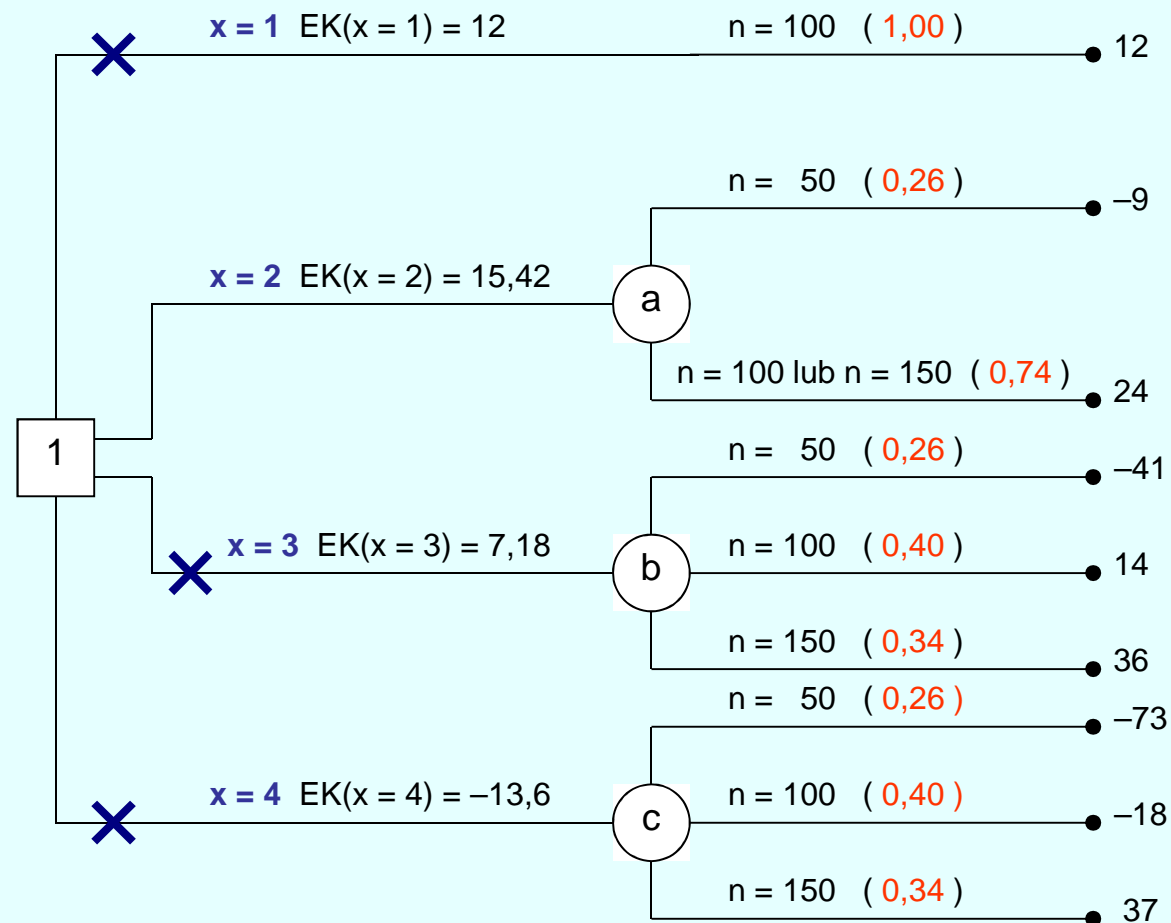 x = 1 EK(x = 1) = 12 n = 100 ( 1,00 ) 12
n = 50 ( 0,26 ) –9
x = 2 EK(x = 2) = 15,42 a
n = 100 lub n = 150 ( 0,74 ) 24
1
n = 50 ( 0,26 ) –41
x = 3 EK(x = 3) = 7,18 b n = 100 ( 0,40 ) 14
n = 150 ( 0,34 ) 36
n = 50 ( 0,26 ) –73
x = 4 EK(x = 4) = –13,6 c n = 100 ( 0,40 ) –18
n = 150 ( 0,34 ) 37